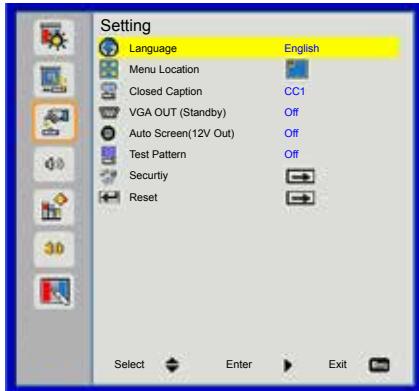 Setting
Language English
Menu Location
Closed Caption CC1
VGA OUT (Standby) Off
Auto Screen(12V Out) Off
Test Pattern Off
Securtiy
Reset
3D
Select Enter Exit